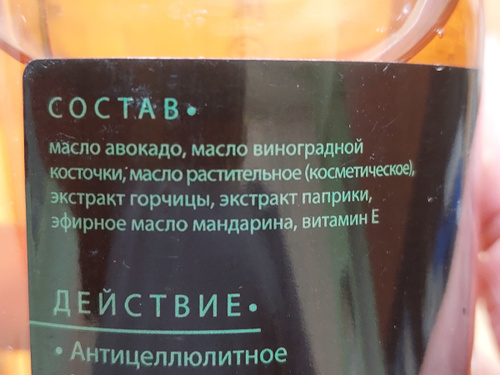 СОСТАВ•
масло авокадо, масло виноградной
косточки, масло растительное (косметическое),
экстракт горчицы, экстракт паприки,
эфирное масло мандарина, витамин Е
ДЕЙСТВИЕ•
• Антицеллюлитное